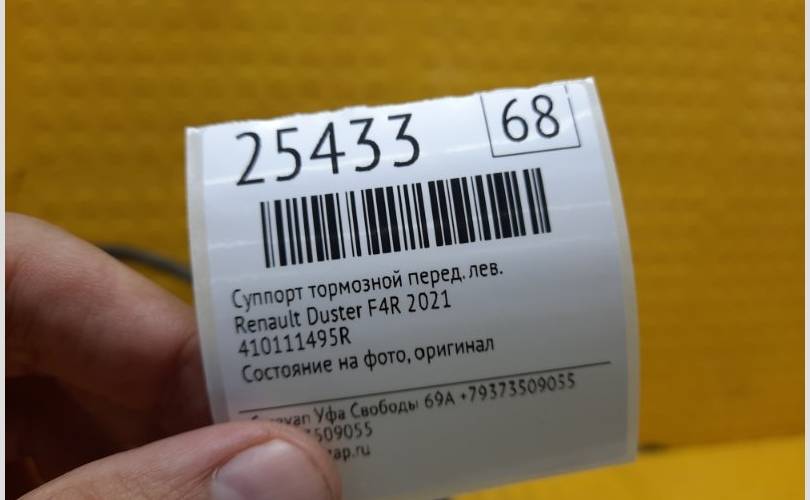 25433
68
Суппорт тормозной перед. лев.
Renault Duster F4R 2021
410111495R
Состояние на фото, оригинал
Уфа Свободы 69А +79373509055
509055